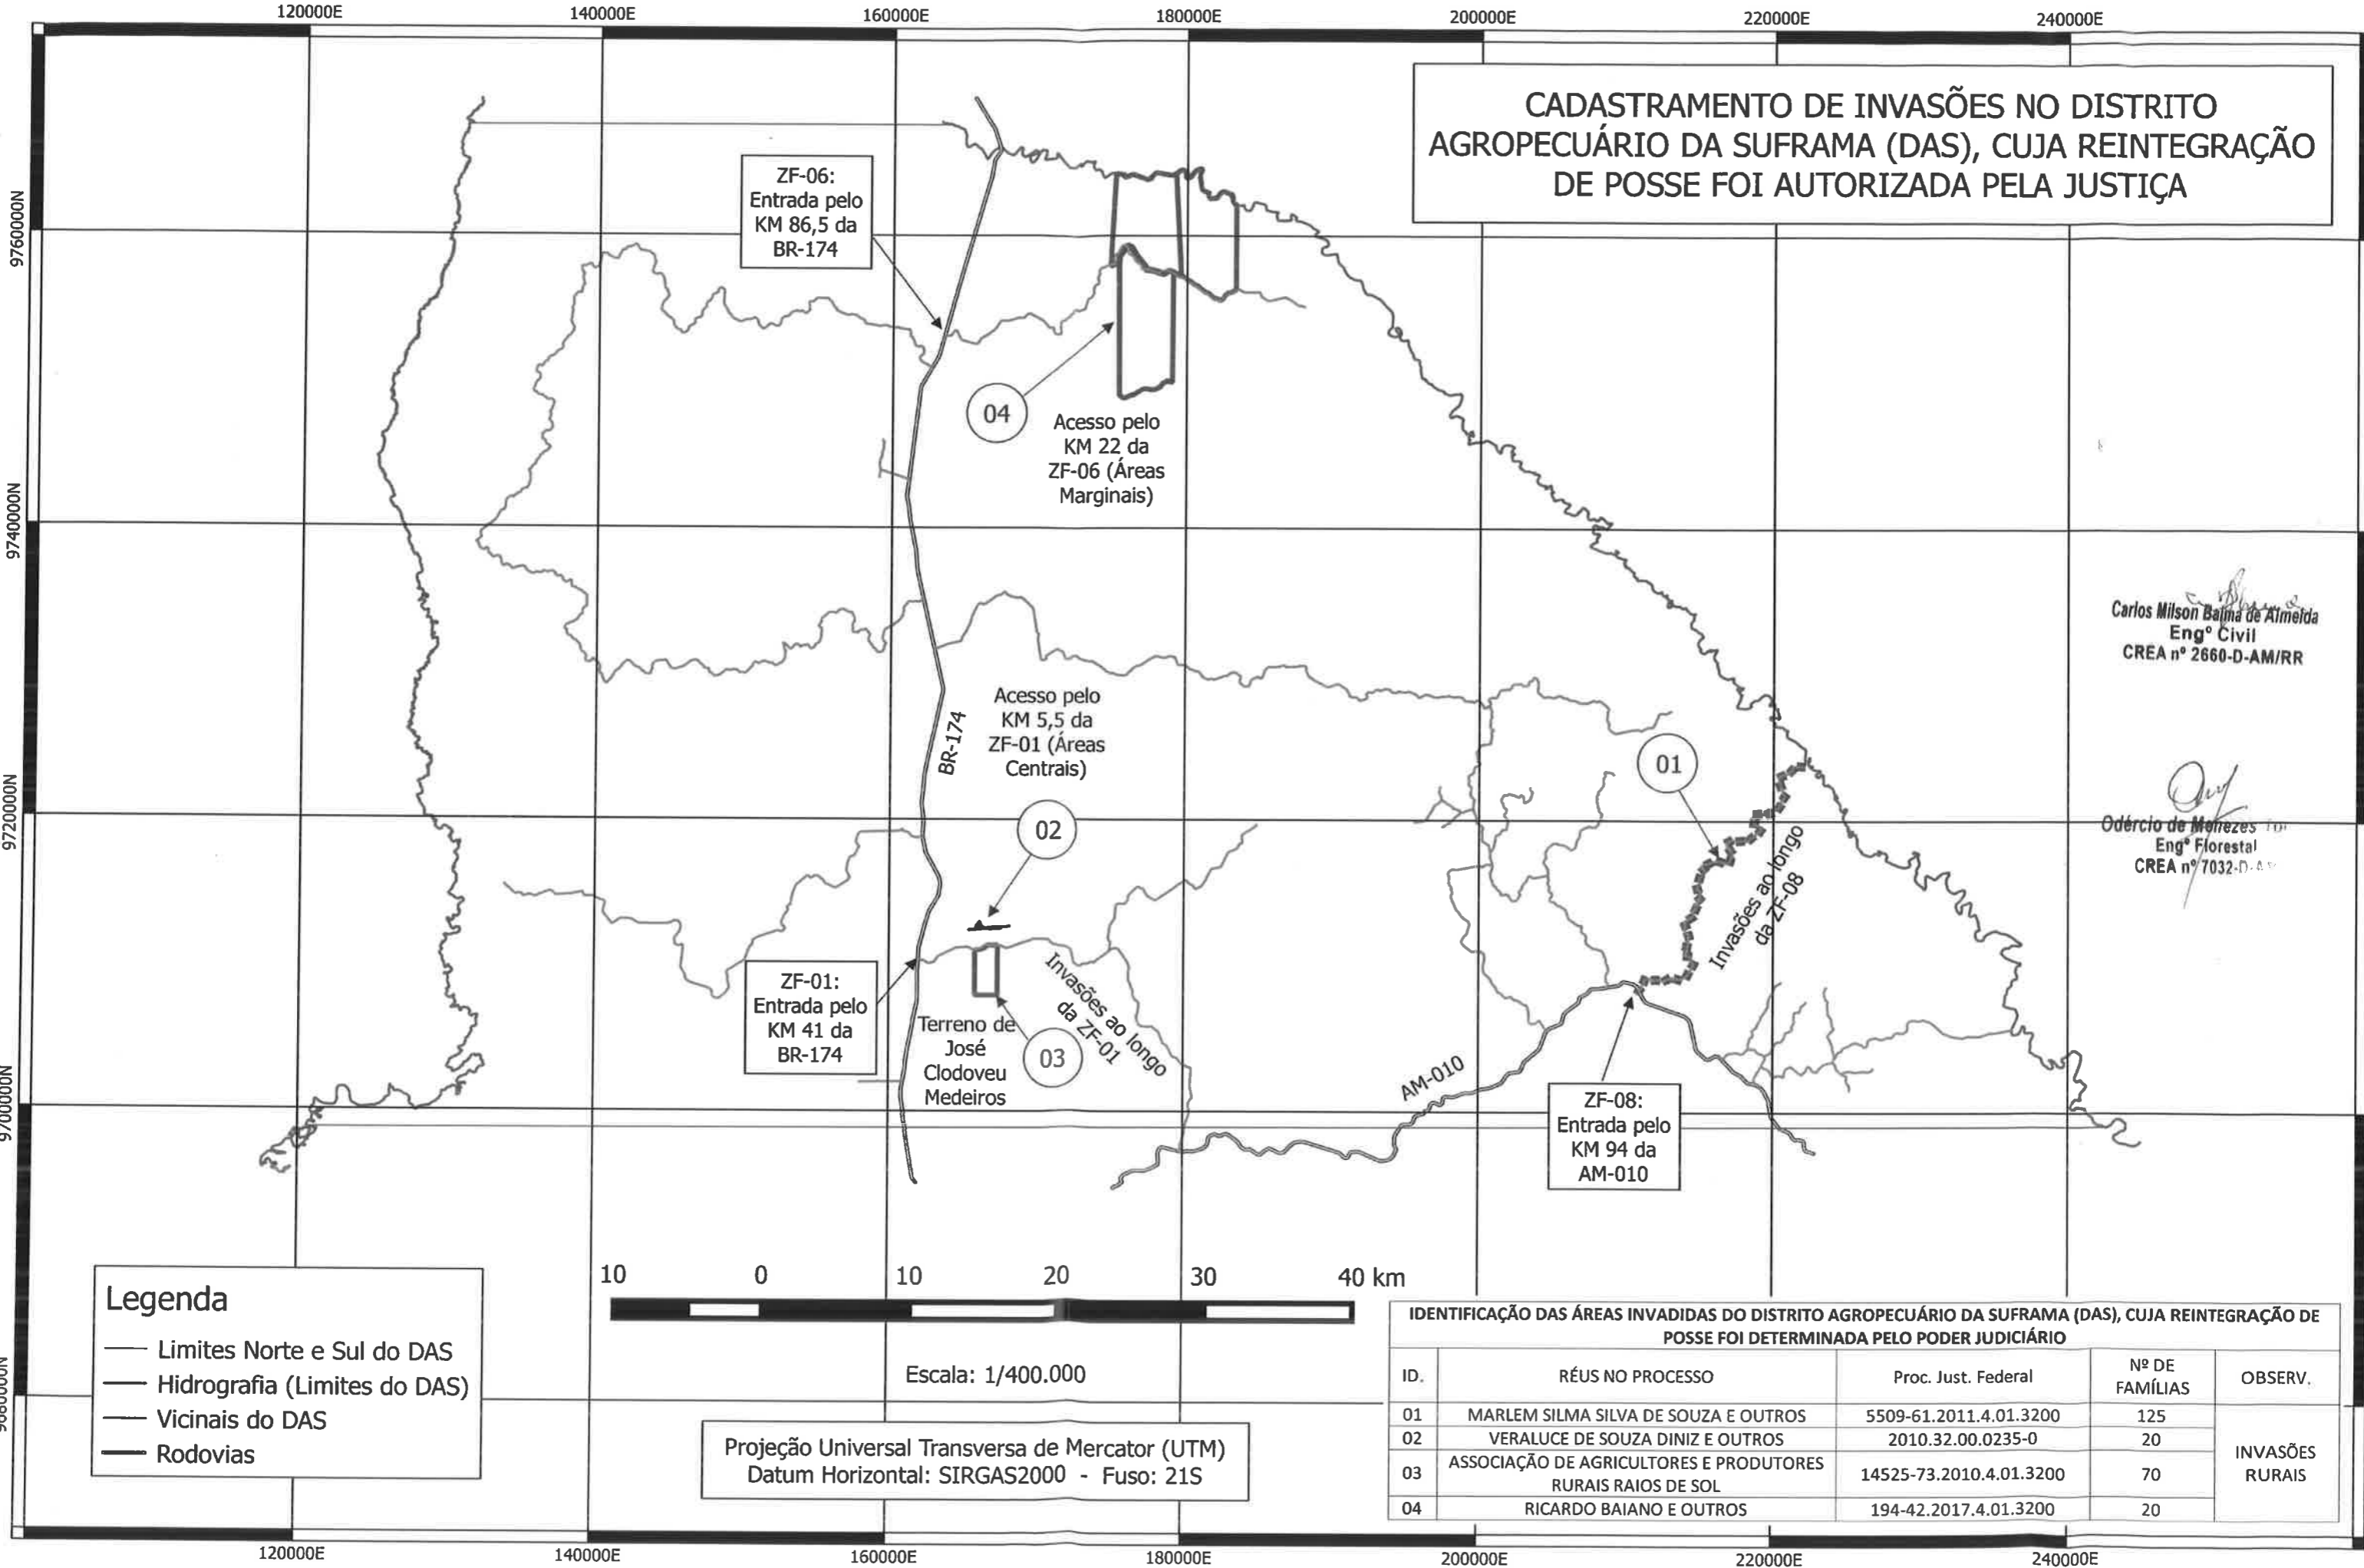 120000E 140000E 160000E 180000E 200000E 220000E 240000E
CADASTRAMENTO DE INVASÕES NO DISTRITO
AGROPECUÁRIO DA SUFRAMA (DAS), CUJA REINTEGRAÇÃO
DE POSSE FOI AUTORIZADA PELA JUSTIÇA
9760000N
9740000N
9720000N
9700000N
ZF-06:
Entrada pelo
KM 86,5 da
BR-174
04
Acesso pelo
KM 22 da
ZF-06 (Áreas
Marginais)
Carlos Milson Balma de Almeida
Engº Civil
CREA nº 2660-D-AM/RR
Acesso pelo
KM 5,5 da
ZF-01 (Áreas
Centrais)
BR-174
01
02
Odércio de Menezes
Engº Florestal
CREA nº 7032-D-
Invasões ao longo
da ZF-08
ZF-01:
Entrada pelo
KM 41 da
BR-174
Invasões ao longo
da ZF-01
Terreno de
José
Clodoveu
Medeiros
03
AM-010
ZF-08:
Entrada pelo
KM 94 da
AM-010
Legenda
Limites Norte e Sul do DAS
Hidrografia (Limites do DAS)
Vicinais do DAS
Rodovias
10 0 10 20 30 40 km
Escala: 1/400.000
Projeção Universal Transversa de Mercator (UTM)
Datum Horizontal: SIRGAS2000 - Fuso: 21S
IDENTIFICAÇÃO DAS ÁREAS INVADIDAS DO DISTRITO AGROPECUÁRIO DA SUFRAMA (DAS), CUJA REINTEGRAÇÃO DE
POSSE FOI DETERMINADA PELO PODER JUDICIÁRIO
ID. RÉUS NO PROCESSO Proc. Just. Federal Nº DE FAMÍLIAS OBSERV.
01 MARLEM SILMA SILVA DE SOUZA E OUTROS 5509-61.2011.4.01.3200 125
02 VERALUCE DE SOUZA DINIZ E OUTROS 2010.32.00.0235-0 20
03 ASSOCIAÇÃO DE AGRICULTORES E PRODUTORES
RURAIS RAIOS DE SOL 14525-73.2010.4.01.3200 70
04 RICARDO BAIANO E OUTROS 194-42.2017.4.01.3200 20
INVASÕES
RURAIS
120000E 140000E 160000E 180000E 200000E 220000E 240000E